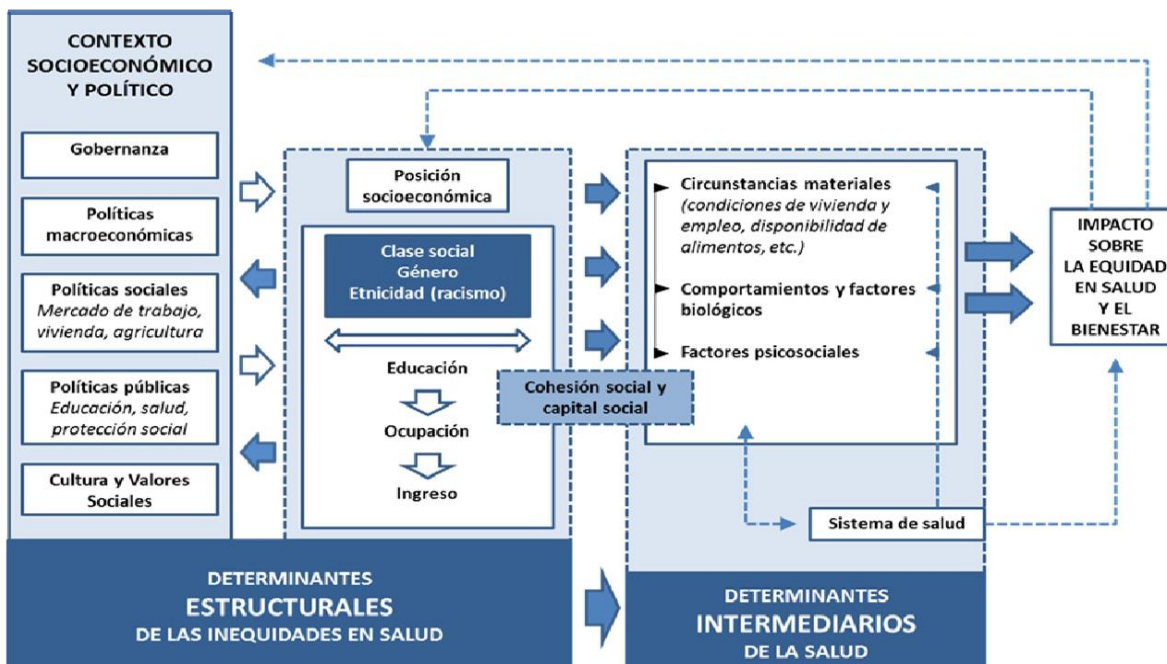 CONTEXTO
SOCIOECONÓMICO
Y POLÍTICO
Gobernanza
Políticas
macroeconómicas
Políticas sociales
Mercado de trabajo,
vivienda, agricultura
Políticas públicas
Educación, salud,
protección social
Cultura y Valores
Sociales
Posición
socioeconómica
Clase social
Género
Etnicidad (racismo)
Educación
Ocupación
Ingreso
Cohesión social y
capital social
Circunstancias materiales
(condiciones de vivienda y
empleo, disponibilidad de
alimentos, etc.)
Comportamientos y factores
biológicos
Factores psicosociales
Sistema de salud
IMPACTO
SOBRE
LA EQUIDAD
EN SALUD
Y EL
BIENESTAR
DETERMINANTES
ESTRUCTURALES
DE LAS INEQUIDADES EN SALUD
DETERMINANTES
INTERMEDIARIOS
DE LA SALUD